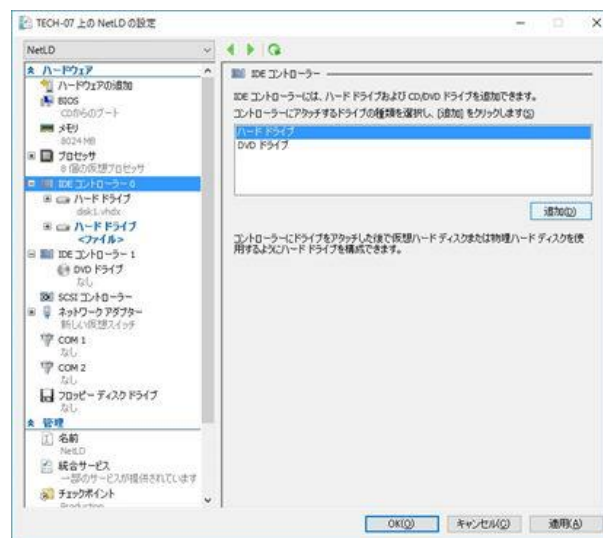 TECH-07 上の NetLD の設定
NetLD
ハードウェア
ハードウェアの追加
BIOS
CDからのブート
メモリ
8024 MB
プロセッサ
8 個の仮想プロセッサ
IDE コントローラー 0
ハード ドライブ
disk1.vhdx
ハード ドライブ
<ファイル>
IDE コントローラー 1
DVD ドライブ
なし
SCSI コントローラー
ネットワーク アダプター
新しい仮想スイッチ
COM 1
なし
COM 2
なし
フロッピー ディスク ドライブ
なし
管理
名前
NetLD
統合サービス
一部のサービスが提供されています
チェックポイント
Production
IDE コントローラー
IDE コントローラーには、ハード ドライブおよび CD/DVD ドライブを追加できます。
コントローラーにアタッチするドライブの種類を選択し、[追加] をクリックします(S)
ハード ドライブ
DVD ドライブ
追加(D)
コントローラーにドライブをアタッチした後で仮想ハード ディスクまたは物理ハード ディスクを使
用するようにハード ドライブを構成できます。
OK(O)
キャンセル(C)
適用(A)